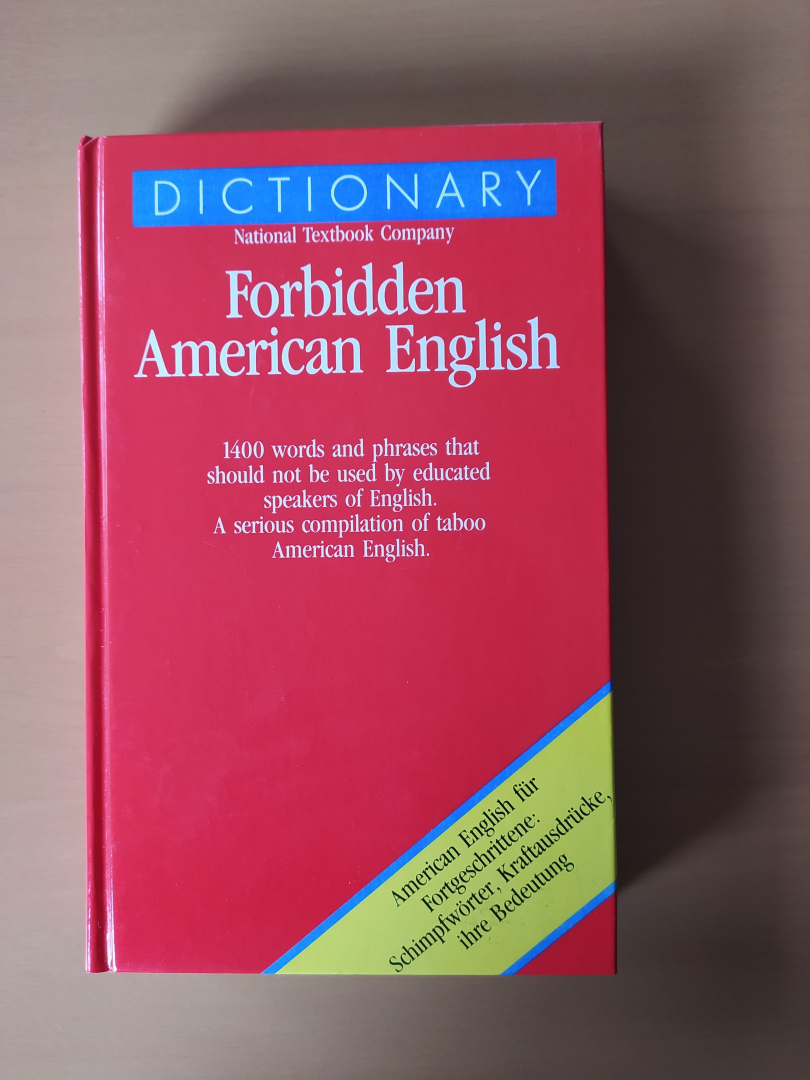 DICTIONARY
National Textbook Company
Forbidden
American English
1400 words and phrases that
should not be used by educated
speakers of English.
A serious compilation of taboo
American English.
American English für
Fortgeschrittene:
Schimpfwörter, Kraftausdrücke,
ihre Bedeutung